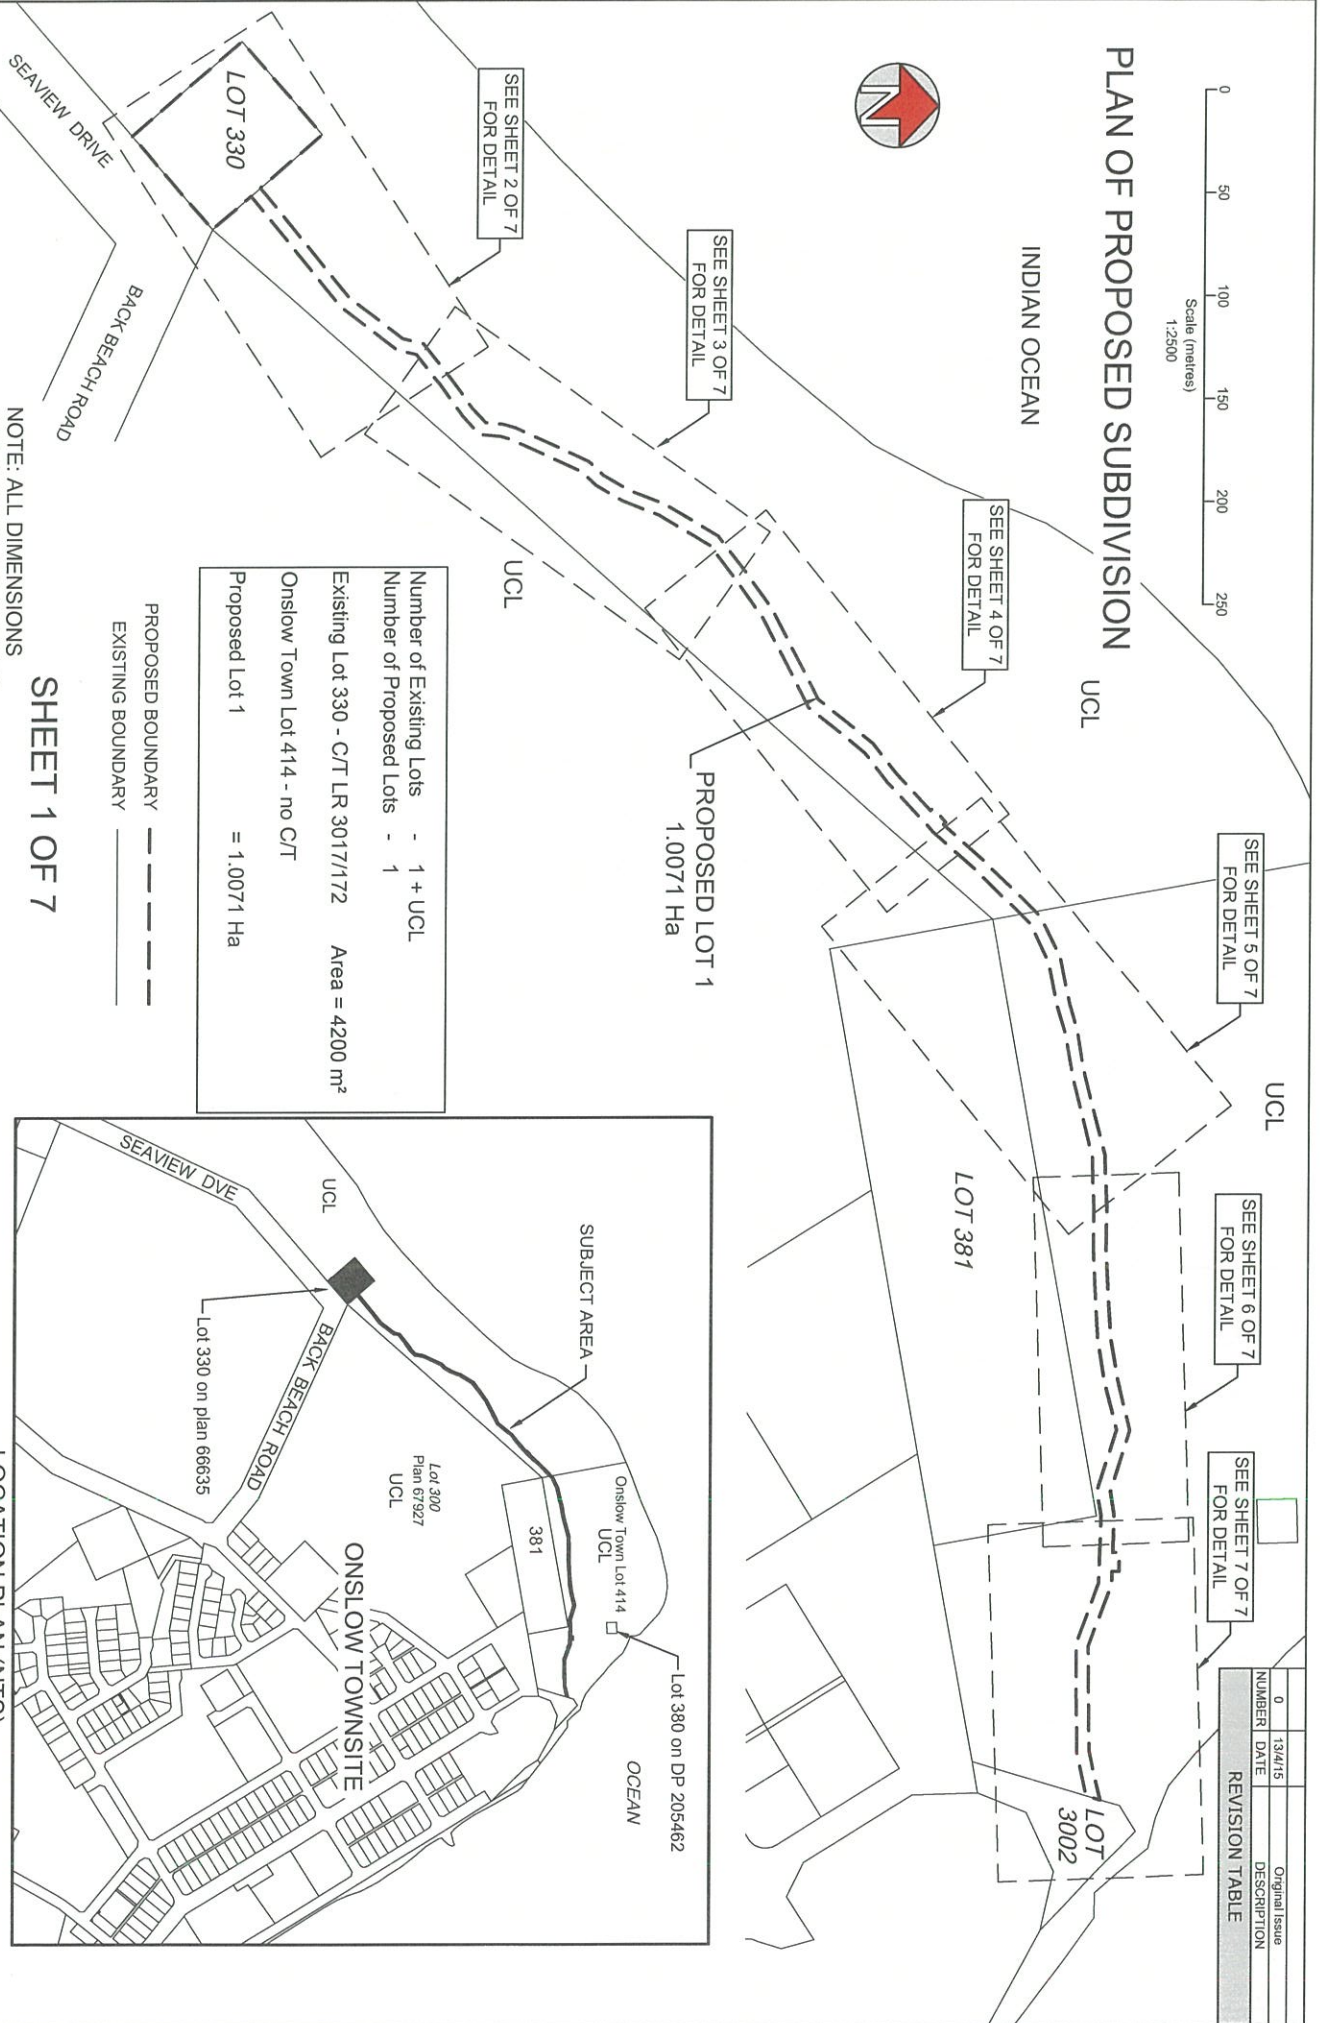 PLAN OF PROPOSED SUBDIVISION
0 50 100 150 200 250
Scale (metres)
1:2500
N
INDIAN OCEAN
UCL
UCL
UCL
SEE SHEET 2 OF 7
FOR DETAIL
SEE SHEET 3 OF 7
FOR DETAIL
SEE SHEET 4 OF 7
FOR DETAIL
SEE SHEET 5 OF 7
FOR DETAIL
SEE SHEET 6 OF 7
FOR DETAIL
SEE SHEET 7 OF 7
FOR DETAIL
0 13/4/15 Original Issue
NUMBER DATE DESCRIPTION
REVISION TABLE
LOT 330
SEAVIEW DRIVE
BACK BEACH ROAD
PROPOSED LOT 1
1.0071 Ha
LOT 381
LOT
3002
Number of Existing Lots - 1 + UCL
Number of Proposed Lots - 1
Existing Lot 330 - C/T LR 3017/172 Area = 4200 m²
Onslow Town Lot 414 - no C/T
Proposed Lot 1 = 1.0071 Ha
PROPOSED BOUNDARY
EXISTING BOUNDARY
SHEET 1 OF 7
NOTE: ALL DIMENSIONS
SUBJECT AREA
Lot 380 on DP 205462
OCEAN
Onslow Town Lot 414
UCL
381
UCL
Lot 300
Plan 67927
UCL
SEAVIEW DVE
BACK BEACH ROAD
Lot 330 on plan 66635
ONSLOW TOWNSITE
LOCATION PLAN (NTS)